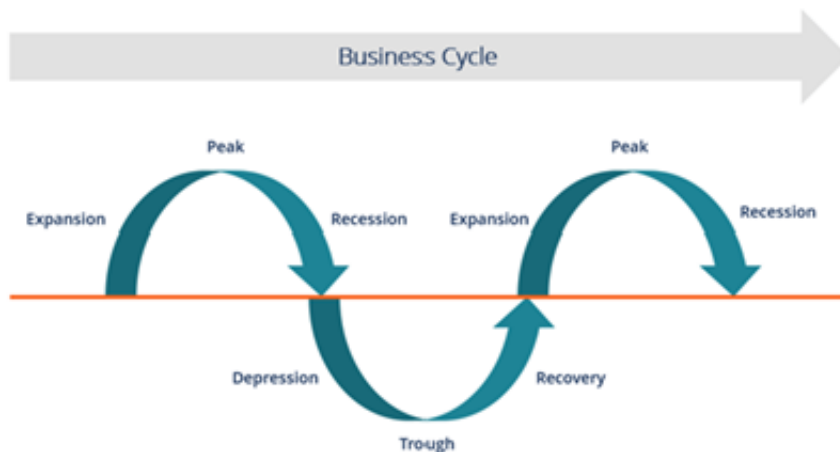 Business Cycle
Peak
Peak
Expansion
Recession
Expansion
Recession
Depression
Recovery
Trough